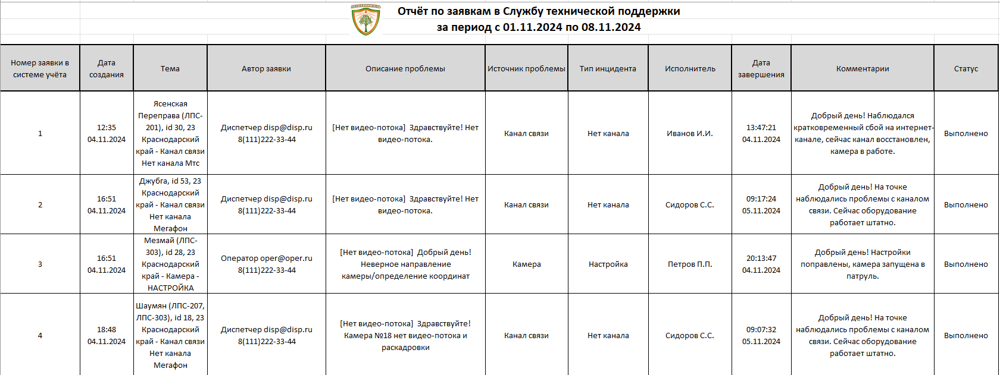 ЛЕСОХРАНИТЕЛЬ
Отчёт по заявкам в Службу технической поддержки
за период с 01.11.2024 по 08.11.2024
Номер заявки в
системе учёта
Дата
создания
Тема
Автор заявки
Описание проблемы
Источник проблемы
Тип инцидента
Исполнитель
Дата
завершения
Комментарии
Статус
1
12:35
04.11.2024
Ясенская
Переправа (ЛПС-
201), id 30, 23
Краснодарский
край - Канал связи
Нет канала Мтс
Диспетчер disp@disp.ru
8(111)222-33-44
[Нет видео-потока]  Здравствуйте! Нет
видео-потока.
Канал связи
Нет канала
Иванов И.И.
13:47:21
04.11.2024
Добрый день! Наблюдался
кратковременный сбой на интернет-
канале, сейчас канал восстановлен,
камера в работе.
Выполнено
2
16:51
04.11.2024
Джубга, id 53, 23
Краснодарский
край - Канал связи
Нет канала
Мегафон
Диспетчер disp@disp.ru
8(111)222-33-44
[Нет видео-потока]  Здравствуйте! Нет
видео-потока.
Канал связи
Нет канала
Сидоров С.С.
09:17:24
05.11.2024
Добрый день! На точке
наблюдались проблемы с каналом
связи. Сейчас оборудование
работает штатно.
Выполнено
3
16:51
04.11.2024
Мезмай (ЛПС-
303), id 28, 23
Краснодарский
край - Камера -
НАСТРОЙКА
Оператор oper@oper.ru
8(111)222-33-44
[Нет видео-потока]  Добрый день!
Неверное направление
камеры/определение координат
Камера
Настройка
Петров П.П.
20:13:47
04.11.2024
Добрый день! Настройки
поправлены, камера запущена в
патруль.
Выполнено
4
18:48
04.11.2024
Шаумян (ЛПС-207,
ЛПС-303), id 18, 23
Краснодарский
край - Канал связи
Нет канала
Мегафон
Диспетчер disp@disp.ru
8(111)222-33-44
[Нет видео-потока]  Здравствуйте!
Камера №18 нет видео-потока и
раскадровки
Канал связи
Нет канала
Сидоров С.С.
09:07:32
05.11.2024
Добрый день! На точке
наблюдались проблемы с каналом
связи. Сейчас оборудование
работает штатно.
Выполнено